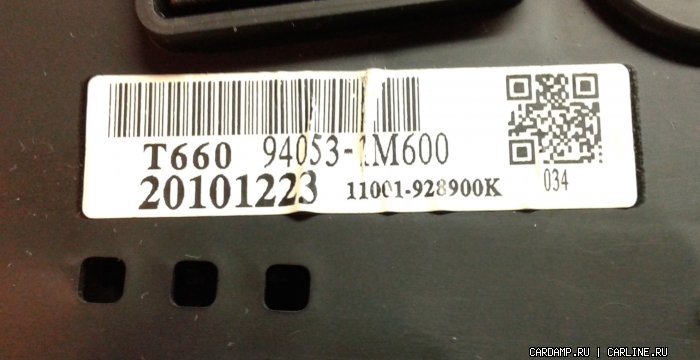 T660 94053-1M600
20101223 11001-928900K
034
CARDAMP.RU | CARLINE.RU